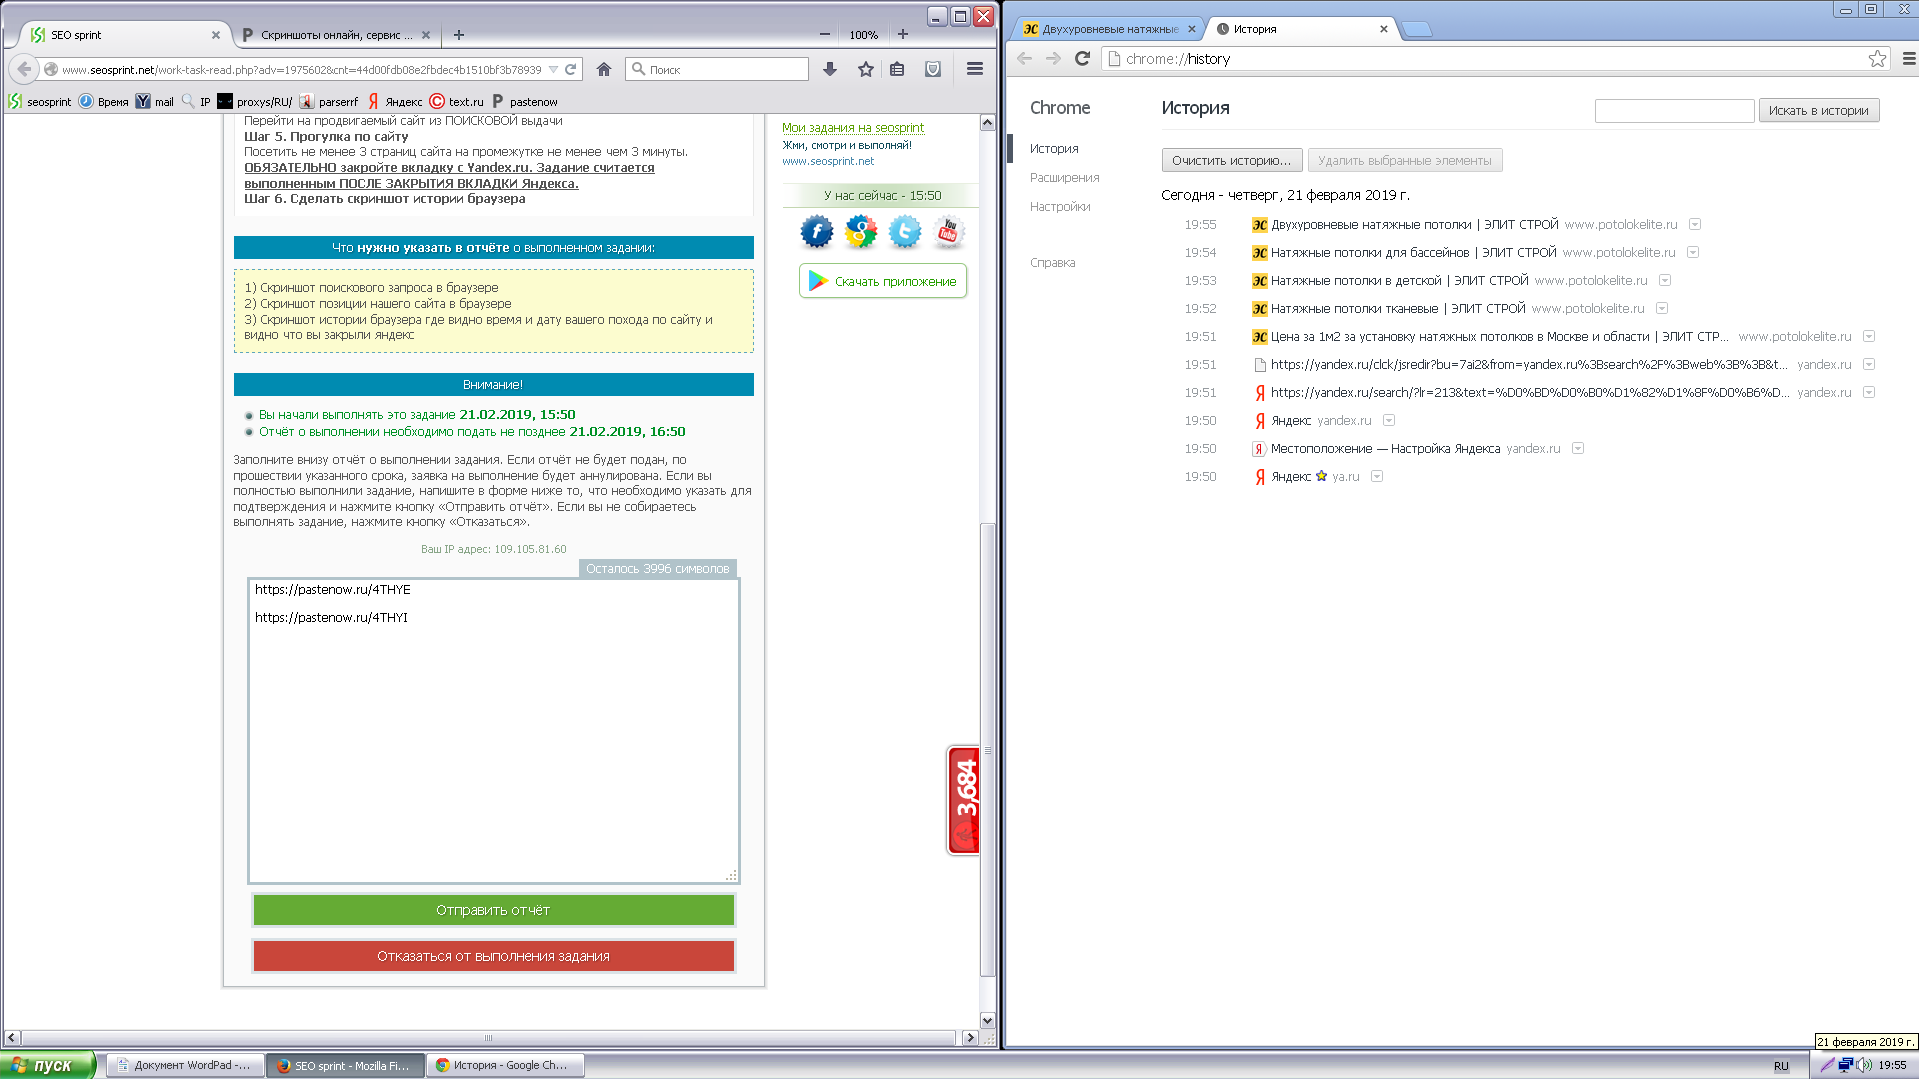 SEO sprint
Скриншоты онлайн, сервис ...
100%
www.seosprint.net/work-task-read.php?adv=1975602&cnt=44d00fdb08e2fbdec4b1510bf3b78939
Поиск
seosprint
Время
mail
IP
proxys/RU/
parserrf
Яндекс
text.ru
pastenow
Перейти на продвигаемый сайт из ПОИСКОВОЙ выдачи
Шаг 5. Прогулка по сайту
Посетить не менее 3 страниц сайта на промежутке не менее чем 3 минуты.
ОБЯЗАТЕЛЬНО закройте вкладку с Yandex.ru. Задание считается
выполненным ПОСЛЕ ЗАКРЫТИЯ ВКЛАДКИ Яндекса.
Шаг 6. Сделать скриншот истории браузера
Что нужно указать в отчёте о выполненном задании:
1) Скриншот поискового запроса в браузере
2) Скриншот позиции нашего сайта в браузере
3) Скриншот истории браузера где видно время и дату вашего похода по сайту и
видно что вы закрыли яндекс
Внимание!
Вы начали выполнять это задание 21.02.2019, 15:50
Отчёт о выполнении необходимо подать не позднее 21.02.2019, 16:50
Заполните внизу отчёт о выполнении задания. Если отчёт не будет подан, по
прошествии указанного срока, заявка на выполнение будет аннулирована. Если вы
полностью выполнили задание, напишите в форме ниже то, что необходимо указать для
подтверждения и нажмите кнопку «Отправить отчёт». Если вы не собираетесь
выполнять задание, нажмите кнопку «Отказаться».
Ваш IP адрес: 109.105.81.60
Осталось 3996 символов
https://pastenow.ru/4THYE
https://pastenow.ru/4THYI
Отправить отчёт
Отказаться от выполнения задания
Мои задания на seosprint
Жми, смотри и выполняй!
www.seosprint.net
У нас сейчас - 15:50
You Tube
Скачать приложение
3,684
Двухуровневые натяжные
История
chrome://history
Chrome
История
Расширения
Настройки
Справка
История
Искать в истории
Очистить историю...
Удалить выбранные элементы
Сегодня - четверг, 21 февраля 2019 г.
19:55 ЭС Двухуровневые натяжные потолки | ЭЛИТ СТРОЙ www.potolokelite.ru
19:54 ЭС Натяжные потолки для бассейнов | ЭЛИТ СТРОЙ www.potolokelite.ru
19:53 ЭС Натяжные потолки в детской | ЭЛИТ СТРОЙ www.potolokelite.ru
19:52 ЭС Натяжные потолки тканевые | ЭЛИТ СТРОЙ www.potolokelite.ru
19:51 ЭС Цена за 1м2 за установку натяжных потолков в Москве и области | ЭЛИТ СТР... www.potolokelite.ru
19:51 https://yandex.ru/clck/jsredir?bu=7ai2&from=yandex.ru%3Bsearch%2F%3Bweb%3B%3B&t... yandex.ru
19:51 Я https://yandex.ru/search/?lr=213&text=%D0%BD%D0%B0%D1%82%D1%8F%D0%B6%D... yandex.ru
19:50 Я Яндекс yandex.ru
19:50 Я Местоположение — Настройка Яндекса yandex.ru
19:50 Я Яндекс ya.ru
21 февраля 2019 г.
пуск
Документ WordPad -...
SEO sprint - Mozilla Fi...
История - Google Ch...
RU
19:55